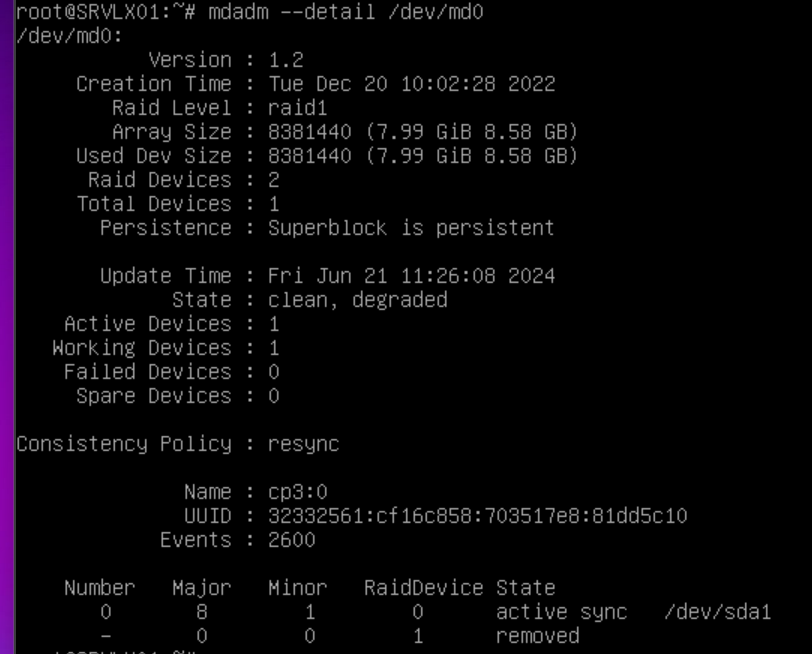 root@SRVLX01:~# mdadm --detail /dev/md0
/dev/md0:
Version : 1.2
Creation Time : Tue Dec 20 10:02:28 2022
Raid Level : raid1
Array Size : 8381440 (7.99 GiB 8.58 GB)
Used Dev Size : 8381440 (7.99 GiB 8.58 GB)
Raid Devices : 2
Total Devices : 1
Persistence : Superblock is persistent
Update Time : Fri Jun 21 11:26:08 2024
State : clean, degraded
Active Devices : 1
Working Devices : 1
Failed Devices : 0
Spare Devices : 0
Consistency Policy : resync
Name : cp3:0
UUID : 32332561:cf16c858:703517e8:81dd5c10
Events : 2600
Number Major Minor RaidDevice State
0 8 1 0 active sync /dev/sda1
- 0 0 1 removed